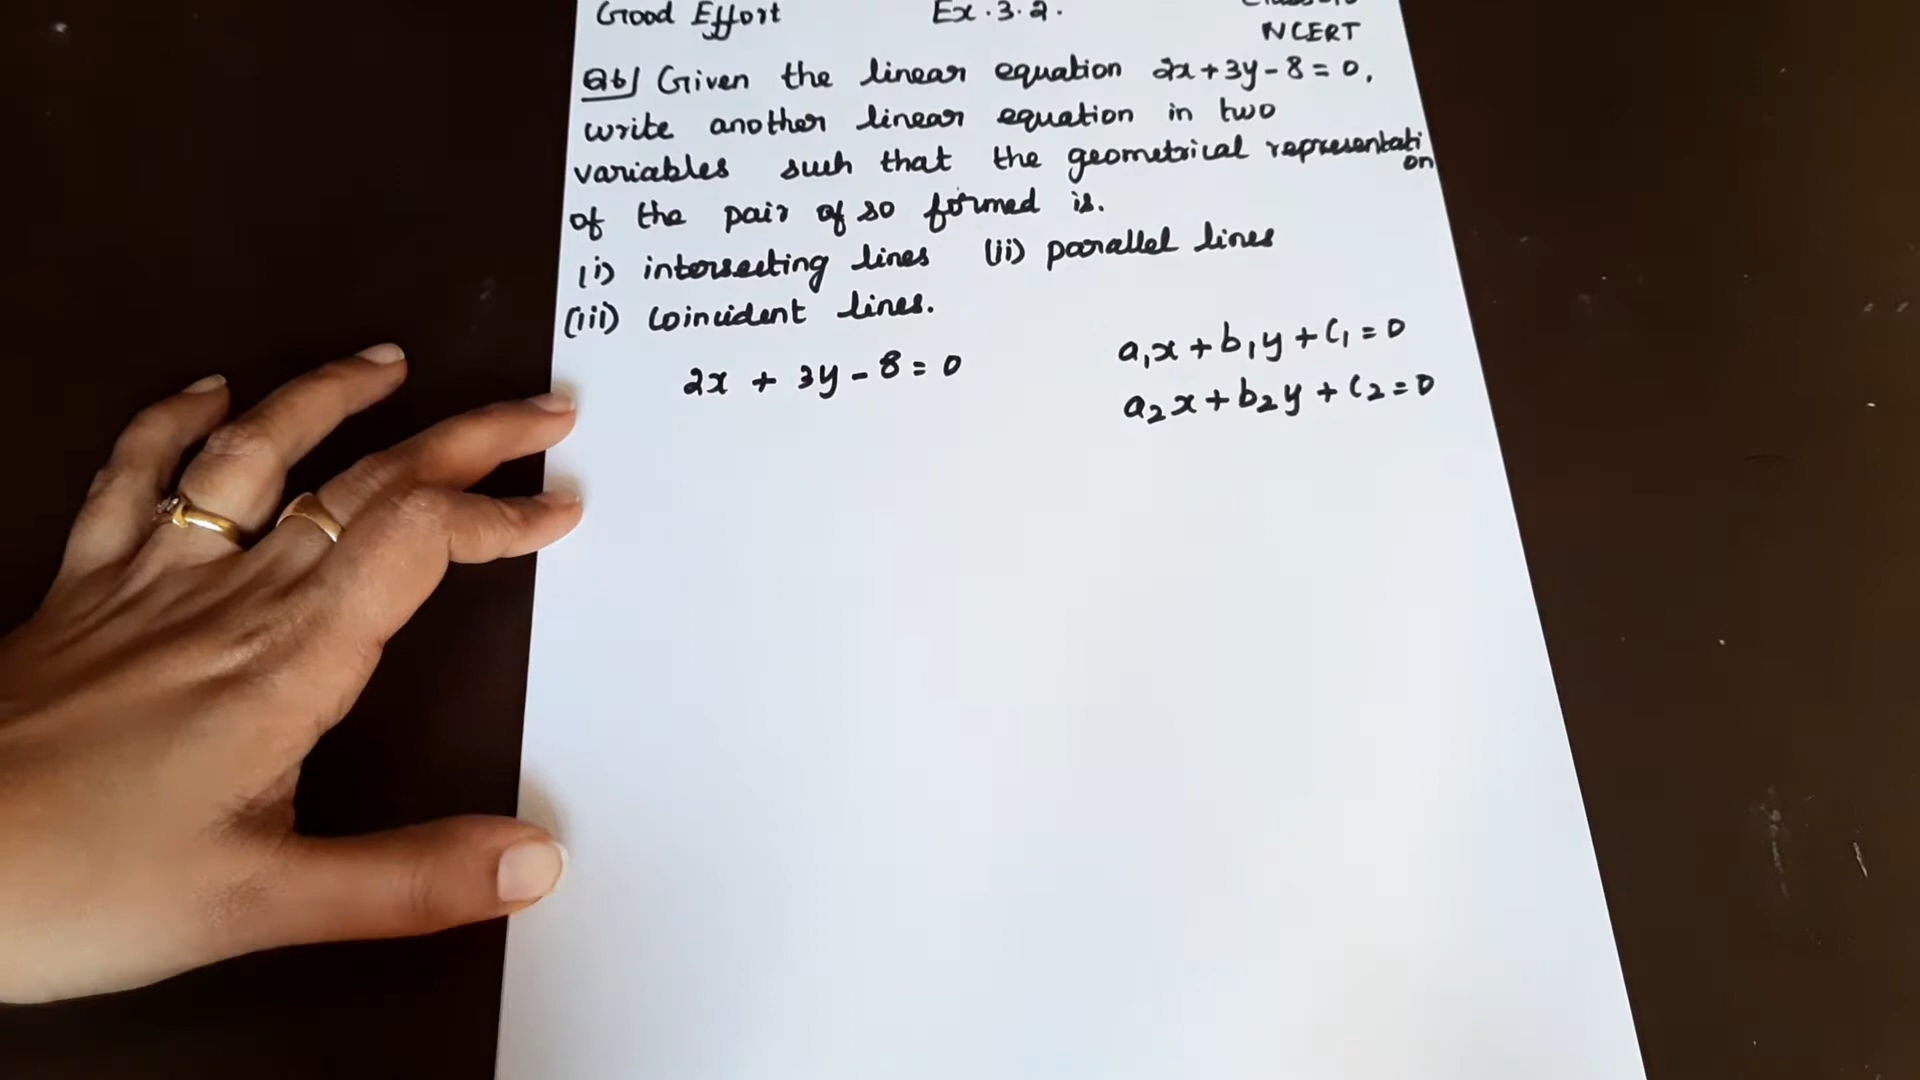 Good Effort Ex.3.2.
NCERT
Q6) Given the linear equation 2x+3y-8=0,
write another linear equation in two
variables such that the geometrical representati
on
of the pair of so formed is.
(i) intersecting lines (ii) parallel lines
(iii) coincident lines.
2x + 3y - 8 = 0
a₁x + b₁y + c₁ = 0
a₂x + b₂y + c₂ = 0